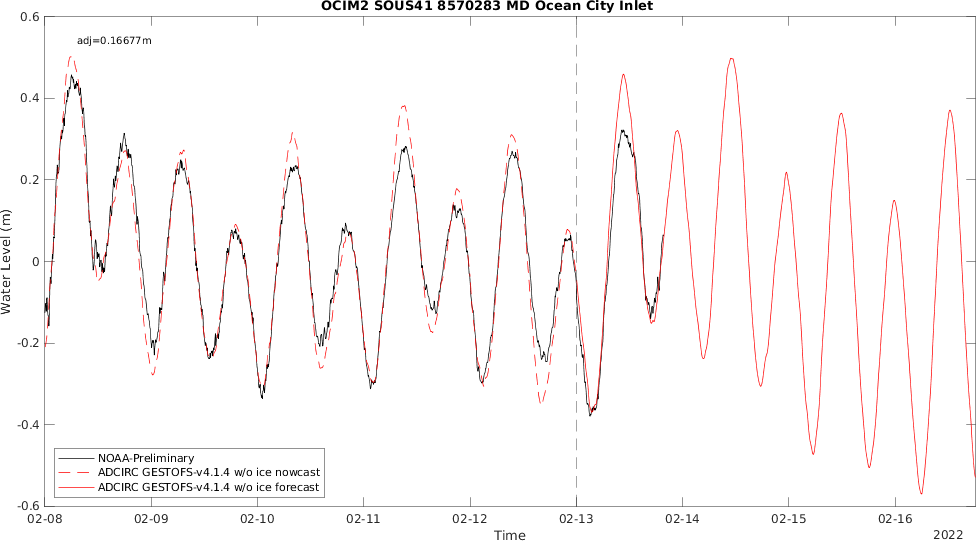 OCIM2 SOUS41 8570283 MD Ocean City Inlet
adj=0.16677m
0.6
0.4
0.2
0
-0.2
-0.4
-0.6
Water Level (m)
NOAA-Preliminary
ADCIRC GESTOFS-v4.1.4 w/o ice nowcast
ADCIRC GESTOFS-v4.1.4 w/o ice forecast
02-08 02-09 02-10 02-11 02-12 02-13 02-14 02-15 02-16
Time
2022